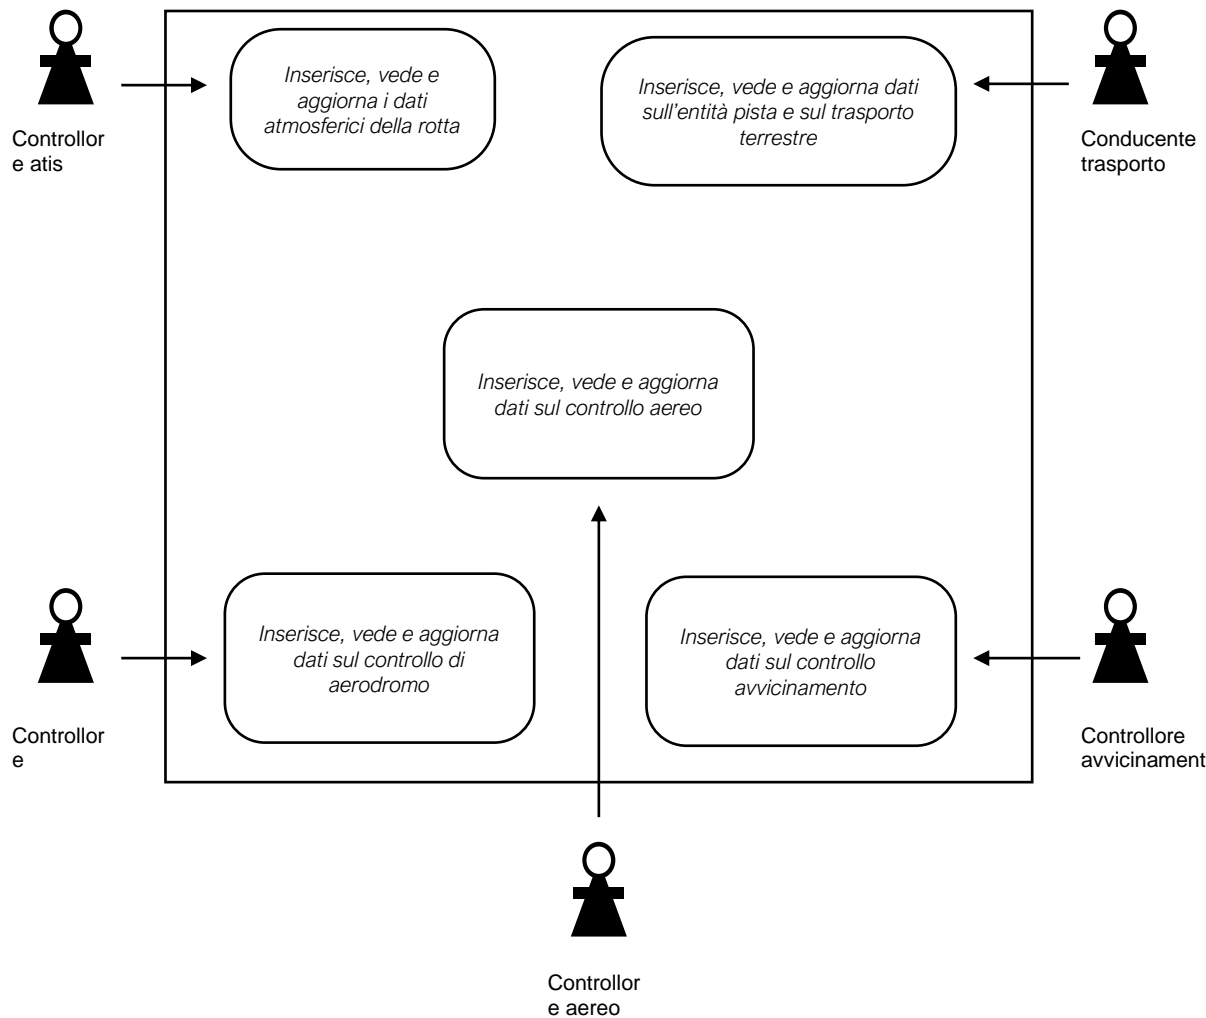 Inserisce, vede e
aggiorna i dati
atmosferici della rotta
Inserisce, vede e aggiorna dati
sull'entità pista e sul trasporto
terrestre
Controllor
e atis
Conducente
trasporto
Inserisce, vede e aggiorna
dati sul controllo aereo
Inserisce, vede e aggiorna
dati sul controllo di
aerodromo
Inserisce, vede e aggiorna
dati sul controllo
avvicinamento
Controllor
e
Controllore
avvicinament
Controllor
e aereo